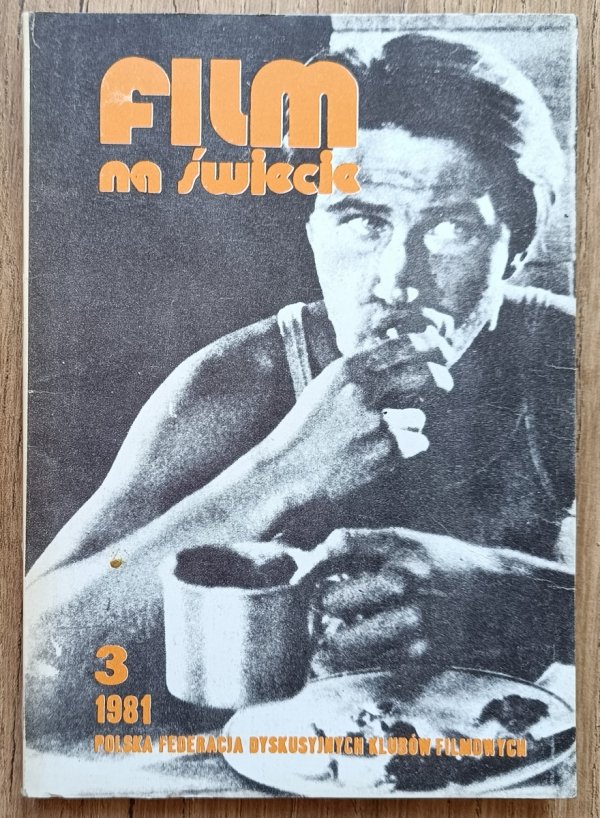 FILM
na świecie
3
1981
POLSKA FEDERACJA DYSKUSYJNYCH KLUBÓW FILMOWYCH